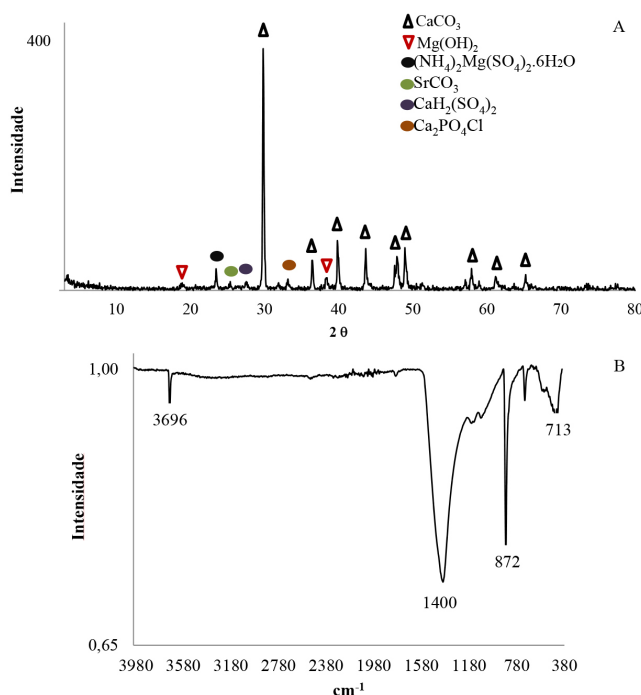 A
400
CaCO3
Mg(OH)2
(NH4)2Mg(SO4)2.6H2O
SrCO3
CaH2(SO4)2
Ca2PO4Cl
Intensidade
10 20 30 40 50 60 70 80
2 θ
B
1,00
3696
713
Intensidade
872
1400
0,65
3980 3580 3180 2780 2380 1980 1580 1180 780 380
cm-1